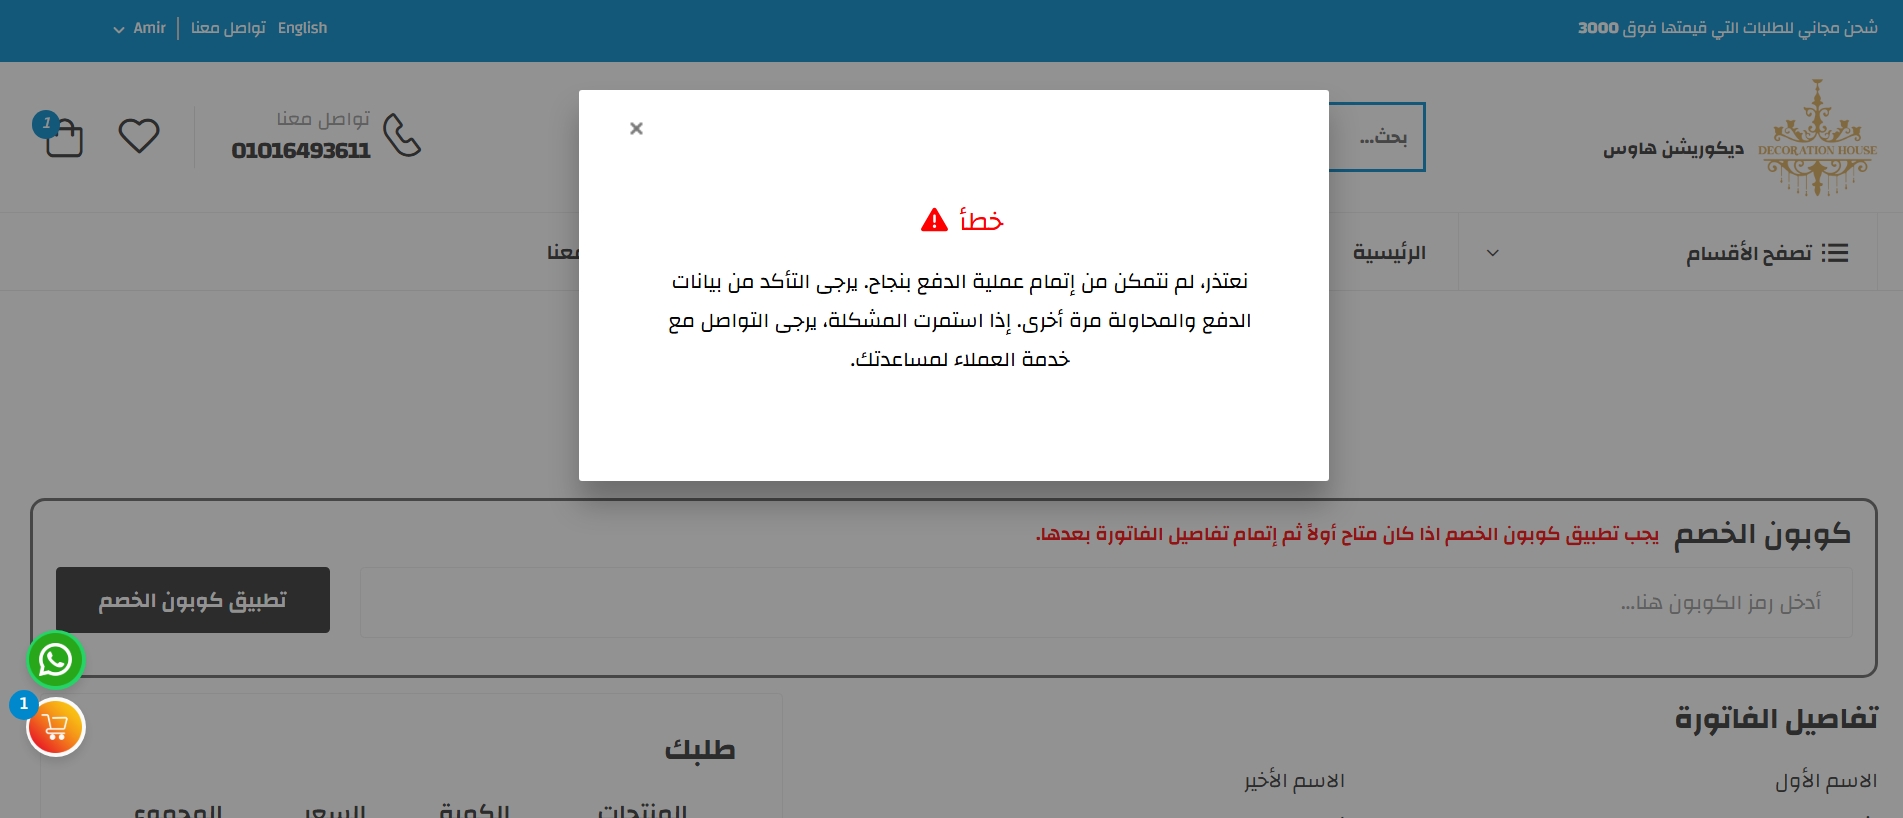 شحن مجاني للطلبات التي قيمتها فوق 3000
English تواصل معنا Amir
DECORATION HOUSE
ديكوريشن هاوس
بحث...
تواصل معنا
01016493611
1
تصفح الأقسام
الرئيسية
خطأ
نعتذر، لم نتمكن من إتمام عملية الدفع بنجاح. يرجى التأكد من بيانات
الدفع والمحاولة مرة أخرى. إذا استمرت المشكلة، يرجى التواصل مع
خدمة العملاء لمساعدتك.
كوبون الخصم يجب تطبيق كوبون الخصم اذا كان متاح أولاً ثم إتمام تفاصيل الفاتورة بعدها.
أدخل رمز الكوبون هنا...
تطبيق كوبون الخصم
1
تفاصيل الفاتورة
الاسم الأول
الاسم الأخير
طلبك
المنتجات الكمية السعر المجموع